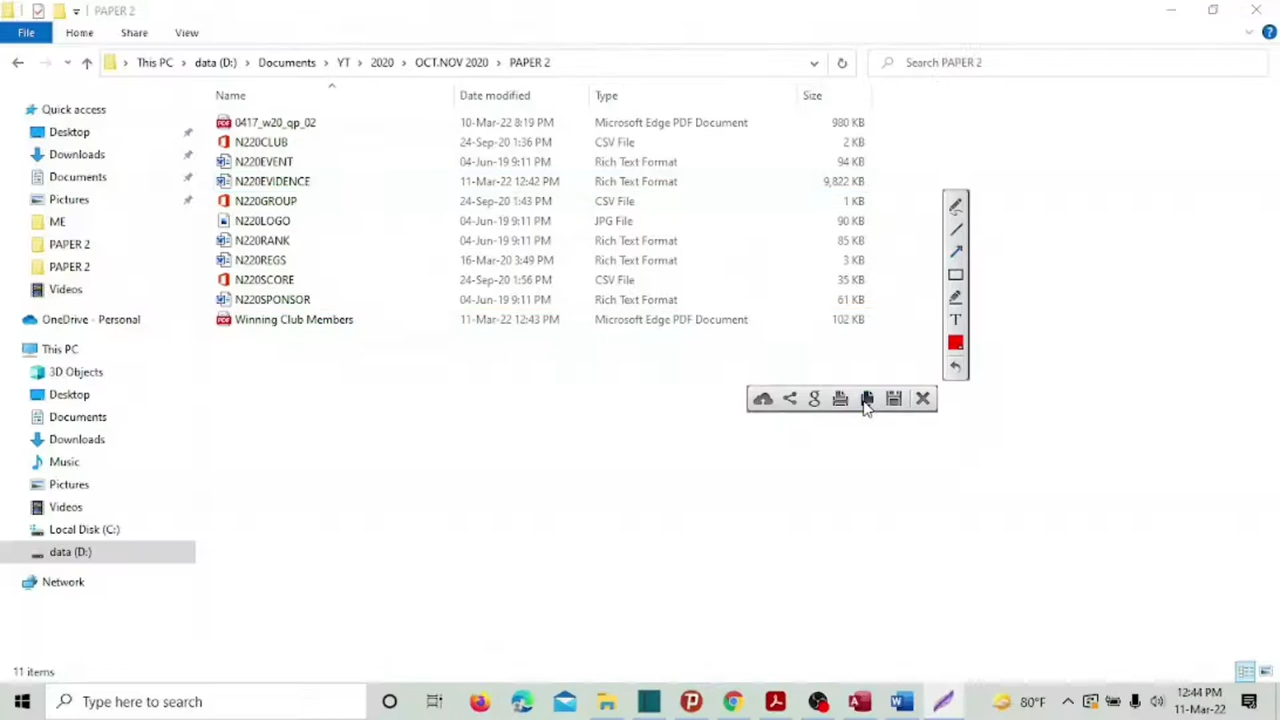 PAPER 2
File Home Share View
This PC data (D:) Documents YT 2020 OCT.NOV 2020 PAPER 2 Search PAPER 2
Name Date modified Type Size
0417_w20_qp_02 10-Mar-22 8:19 PM Microsoft Edge PDF Document 980 KB
N220CLUB 24-Sep-20 1:36 PM CSV File 2 KB
N220EVENT 04-Jun-19 9:11 PM Rich Text Format 94 KB
N220EVIDENCE 11-Mar-22 12:42 PM Rich Text Format 9,822 KB
N220GROUP 24-Sep-20 1:43 PM CSV File 1 KB
N220LOGO 04-Jun-19 9:11 PM JPG File 90 KB
N220RANK 04-Jun-19 9:11 PM Rich Text Format 85 KB
N220REGS 16-Mar-20 3:49 PM Rich Text Format 3 KB
N220SCORE 24-Sep-20 1:56 PM CSV File 35 KB
N220SPONSOR 04-Jun-19 9:11 PM Rich Text Format 61 KB
Winning Club Members 11-Mar-22 12:43 PM Microsoft Edge PDF Document 102 KB
Quick access
Desktop
Downloads
Documents
Pictures
ME
PAPER 2
PAPER 2
Videos
OneDrive - Personal
This PC
3D Objects
Desktop
Documents
Downloads
Music
Pictures
Videos
Local Disk (C:)
data (D:)
Network
T
g
11 items
Type here to search
80°F
12:44 PM
11-Mar-22